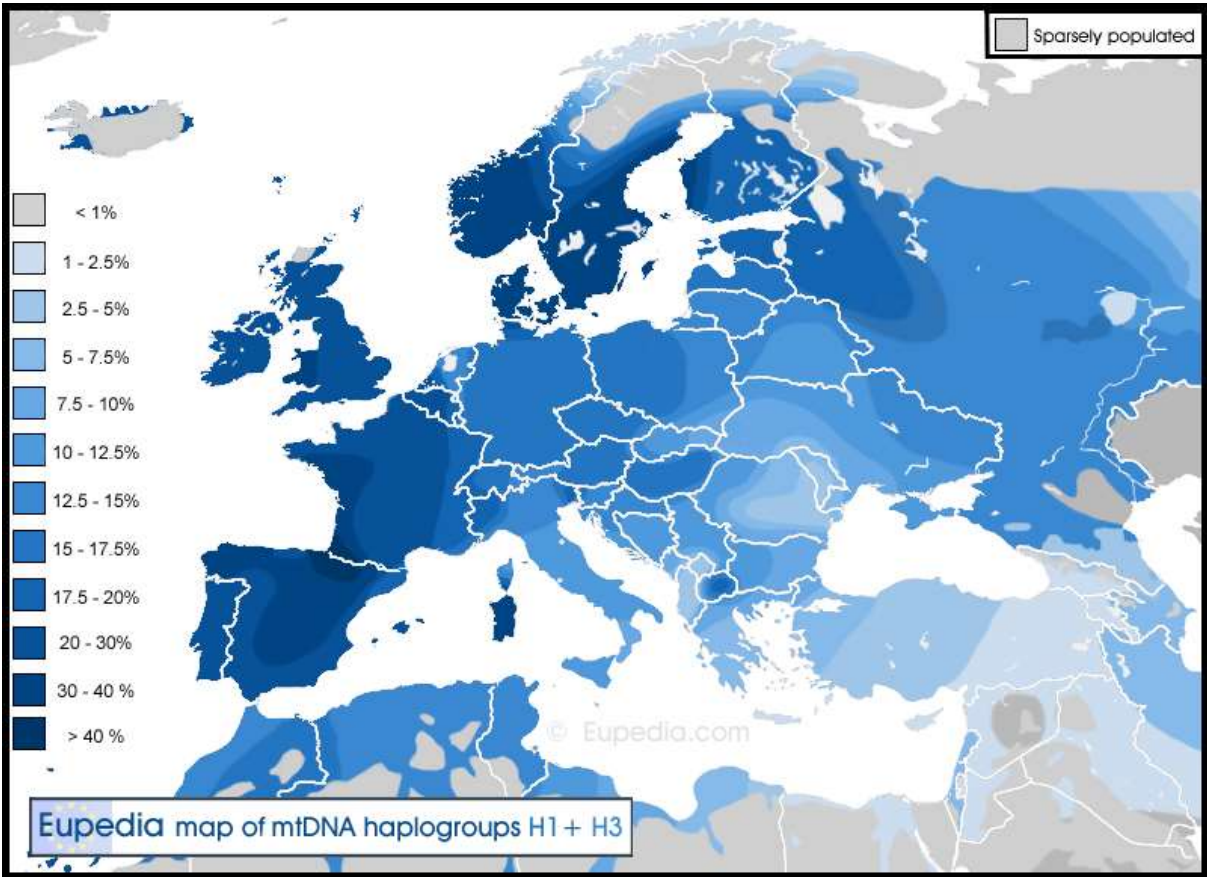 Sparsely populated
< 1%
1 - 2.5%
2.5 - 5%
5 - 7.5%
7.5 - 10%
10 - 12.5%
12.5 - 15%
15 - 17.5%
17.5 - 20%
20 - 30%
30 - 40 %
> 40 %
© Eupedia.com
Eupedia map of mtDNA haplogroups H1 + H3